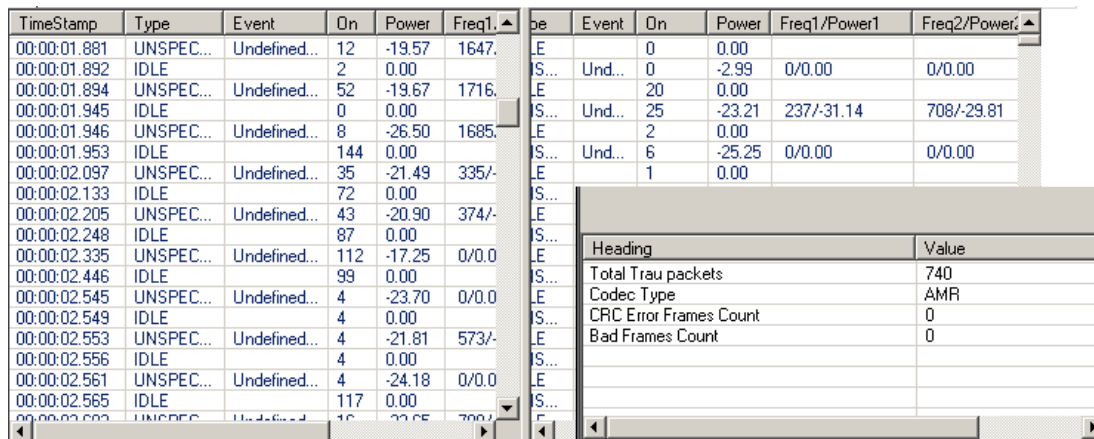 TimeStamp Type Event On Power Freq1.
00:00:01.881 UNSPEC... Undefined... 12 -19.57 1647.
00:00:01.892 IDLE 2 0.00
00:00:01.894 UNSPEC... Undefined... 52 -19.67 1716.
00:00:01.945 IDLE 0 0.00
00:00:01.946 UNSPEC... Undefined... 8 -26.50 1685.
00:00:01.953 IDLE 144 0.00
00:00:02.097 UNSPEC... Undefined... 35 -21.49 335/-
00:00:02.133 IDLE 72 0.00
00:00:02.205 UNSPEC... Undefined... 43 -20.90 374/-
00:00:02.248 IDLE 87 0.00
00:00:02.335 UNSPEC... Undefined... 112 -17.25 0/0.0
00:00:02.446 IDLE 99 0.00
00:00:02.545 UNSPEC... Undefined... 4 -23.70 0/0.0
00:00:02.549 IDLE 4 0.00
00:00:02.553 UNSPEC... Undefined... 4 -21.81 573/-
00:00:02.556 IDLE 4 0.00
00:00:02.561 UNSPEC... Undefined... 4 -24.18 0/0.0
00:00:02.565 IDLE 117 0.00
pe Event On Power Freq1/Power1 Freq2/Power2
LE 0 0.00
IS... Und... 0 -2.99 0/0.00 0/0.00
LE 20 0.00
IS... Und... 25 -23.21 237/-31.14 708/-29.81
LE 2 0.00
IS... Und... 6 -25.25 0/0.00 0/0.00
LE 1 0.00
IS...
LE
IS...
LE
IS...
LE
IS...
LE
IS...
LE
IS...
Heading Value
Total Trau packets 740
Codec Type AMR
CRC Error Frames Count 0
Bad Frames Count 0